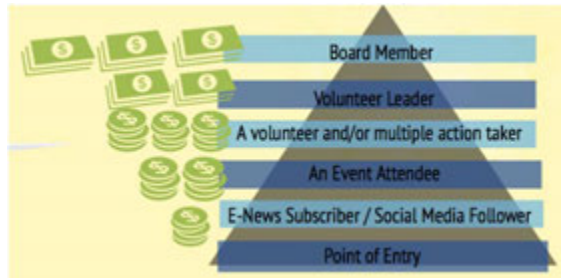 Board Member
Volunteer Leader
A volunteer and/or multiple action taker
An Event Attendee
E-News Subscriber / Social Media Follower
Point of Entry